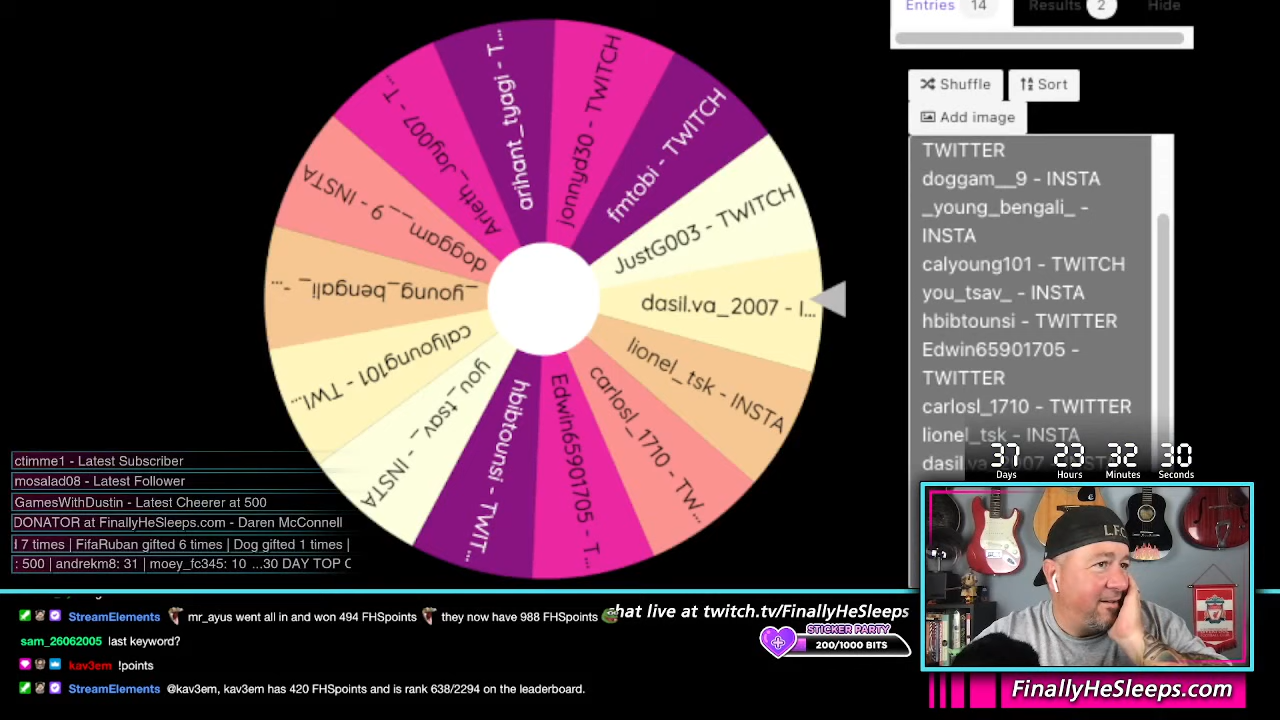 Entries 14
Results 2
Hide
Shuffle
Sort
Add image
TWITTER
doggam__9 - INSTA
_young_bengali_ -
INSTA
calyoung101 - TWITCH
you_tsav_ - INSTA
hbibtounsi - TWITTER
Edwin65901705 -
TWITTER
carlosl_1710 - TWITTER
lionel_tsk - INSTA
arihant_tyagi - T...
jonnyd30 - TWITCH
fmtobi - TWITCH
JustG003 - TWITCH
dasil.va_2007 - I...
lionel_tsk - INSTA
carlosl_1710 - TW...
Edwin65901705 - T...
hbibtounsi - TWIT...
you_tsav_ - INSTA
calyoung101 - TWI...
_young_bengali_ -...
doggam__9 - INSTA
Arieth_Jay007 - T...
37 23 32 30
Days Hours Minutes Seconds
ctimme1 - Latest Subscriber
mosalad08 - Latest Follower
GamesWithDustin - Latest Cheerer at 500
DONATOR at FinallyHeSleeps.com - Daren McConnell
7 times | FifaRuban gifted 6 times | Dog gifted 1 times |
: 500 | andrekm8: 31 | moey_fc345: 10 ...30 DAY TOP
StreamElements mr_ayu went all in and won 494 FHSpoints they now have 988 FHSpoints
sam_26062005 last keyword?
kav3em !points
StreamElements @kav3em, kav3em has 420 FHSpoints and is rank 638/2294 on the leaderboard.
hat live at twitch.tv/FinallyHeSleeps
STICKER PARTY
200/1000 BITS
L.F.C
FinallyHeSleeps.com